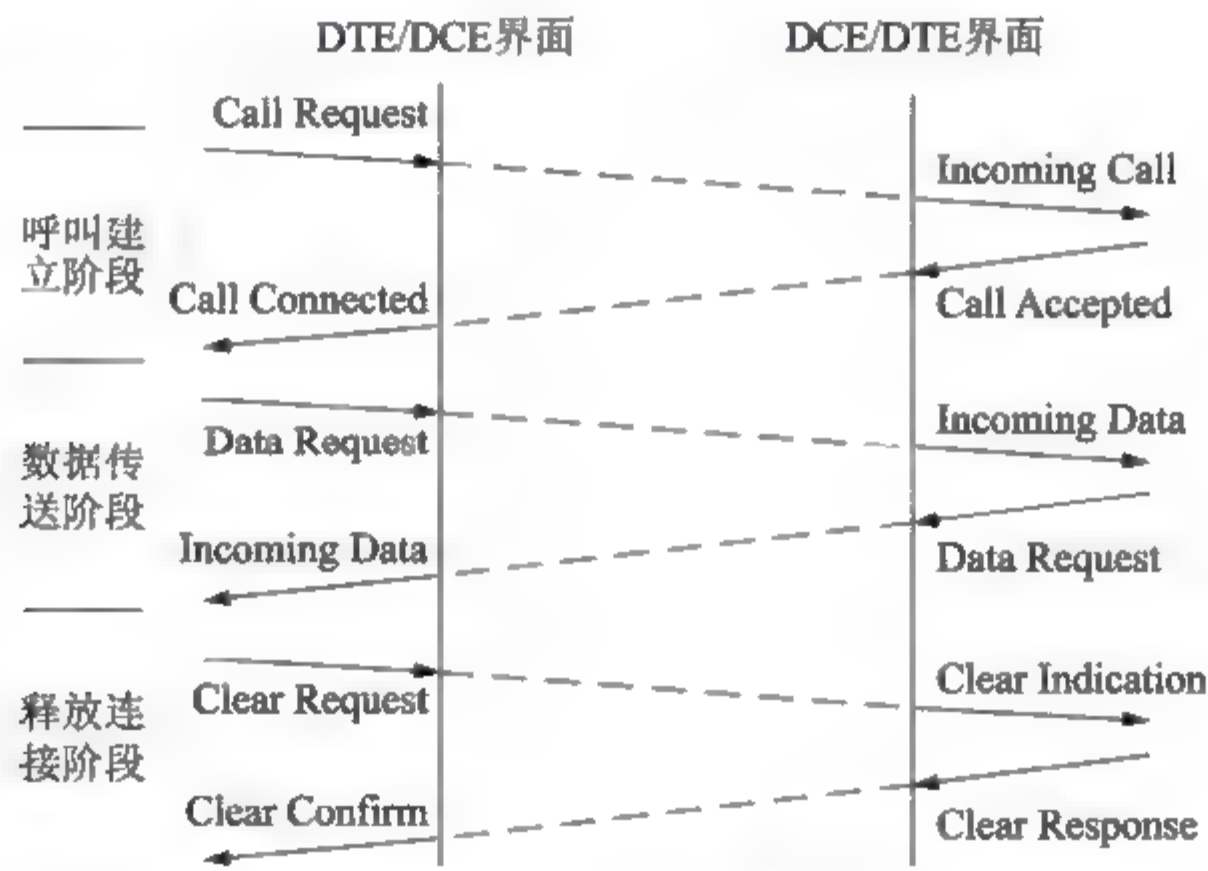 DTE/DCE界面
DCE/DTE界面
Call Request
Incoming Call
呼叫建
立阶段
Call Connected
Call Accepted
Data Request
Incoming Data
数据传
送阶段
Incoming Data
Data Request
Clear Request
Clear Indication
释放连
接阶段
Clear Confirm
Clear Response